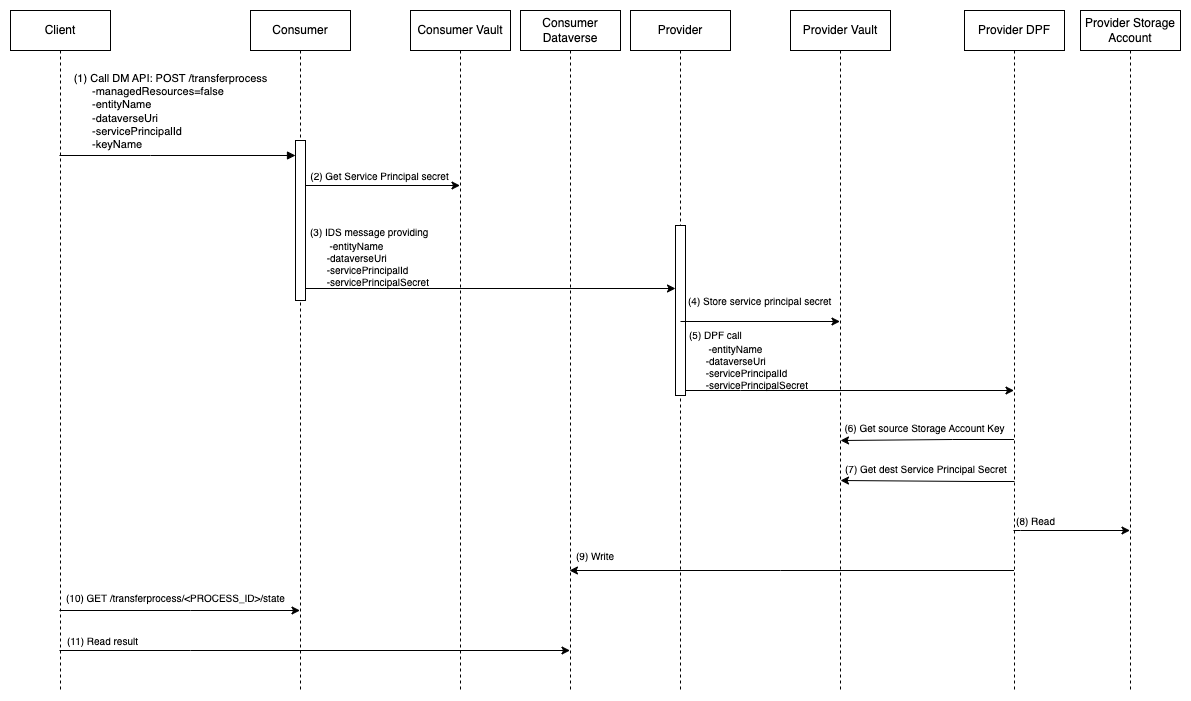 Client
Consumer
Consumer Vault
Consumer
Dataverse
Provider
Provider Vault
Provider DPF
Provider Storage
Account
(1) Call DM API: POST /transferprocess
-managedResources=false
-entityName
-dataverseUri
-servicePrincipalId
-keyName
(2) Get Service Principal secret
(3) IDS message providing
-entityName
-dataverseUri
-servicePrincipalId
-servicePrincipalSecret
(4) Store service principal secret
(5) DPF call
-entityName
-dataverseUri
-servicePrincipalId
-servicePrincipalSecret
(6) Get source Storage Account Key
(7) Get dest Service Principal Secret
(8) Read
(9) Write
(10) GET /transferprocess/<PROCESS_ID>/state
(11) Read result